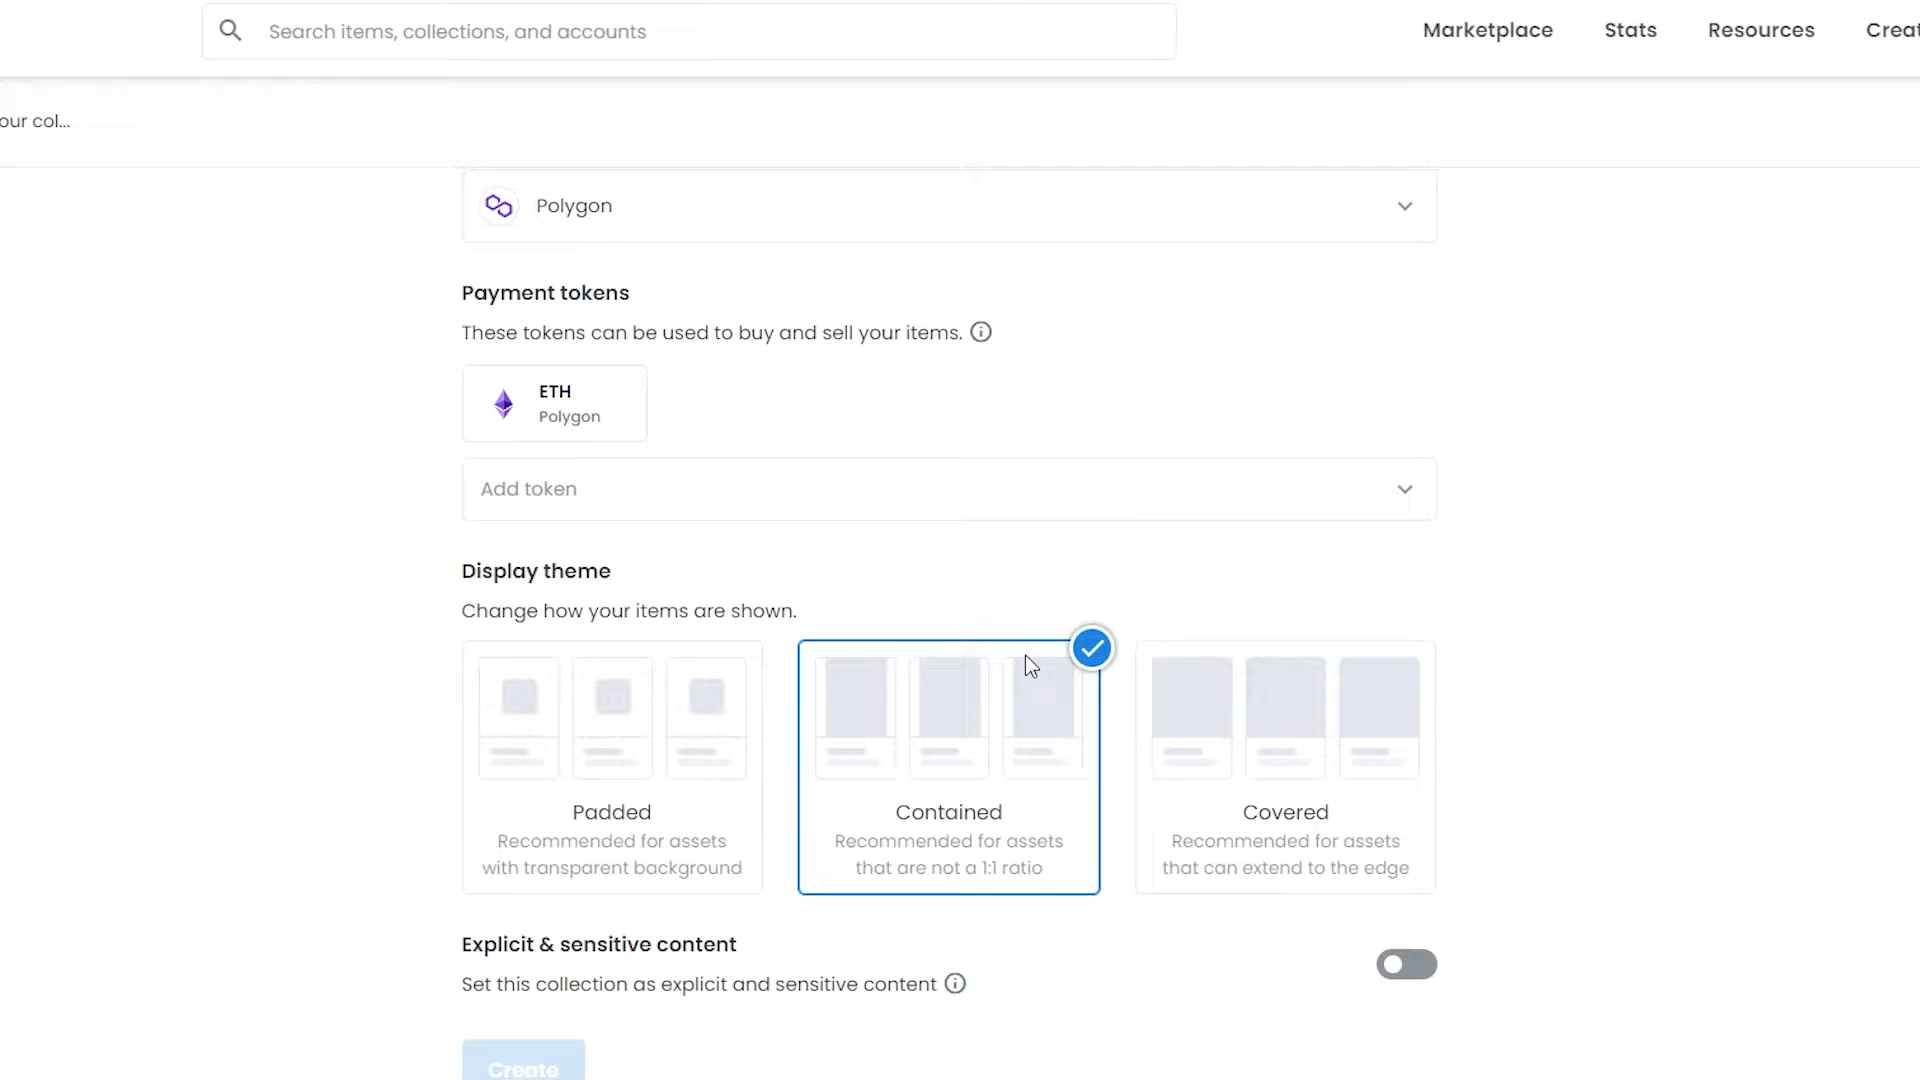 Search items, collections, and accounts
Marketplace
Stats
Resources
Creat
our col...
Polygon
Payment tokens
These tokens can be used to buy and sell your items.
ETH
Polygon
Add token
Display theme
Change how your items are shown.
Padded
Recommended for assets
with transparent background
Contained
Recommended for assets
that are not a 1:1 ratio
Covered
Recommended for assets
that can extend to the edge
Explicit & sensitive content
Set this collection as explicit and sensitive content
Create